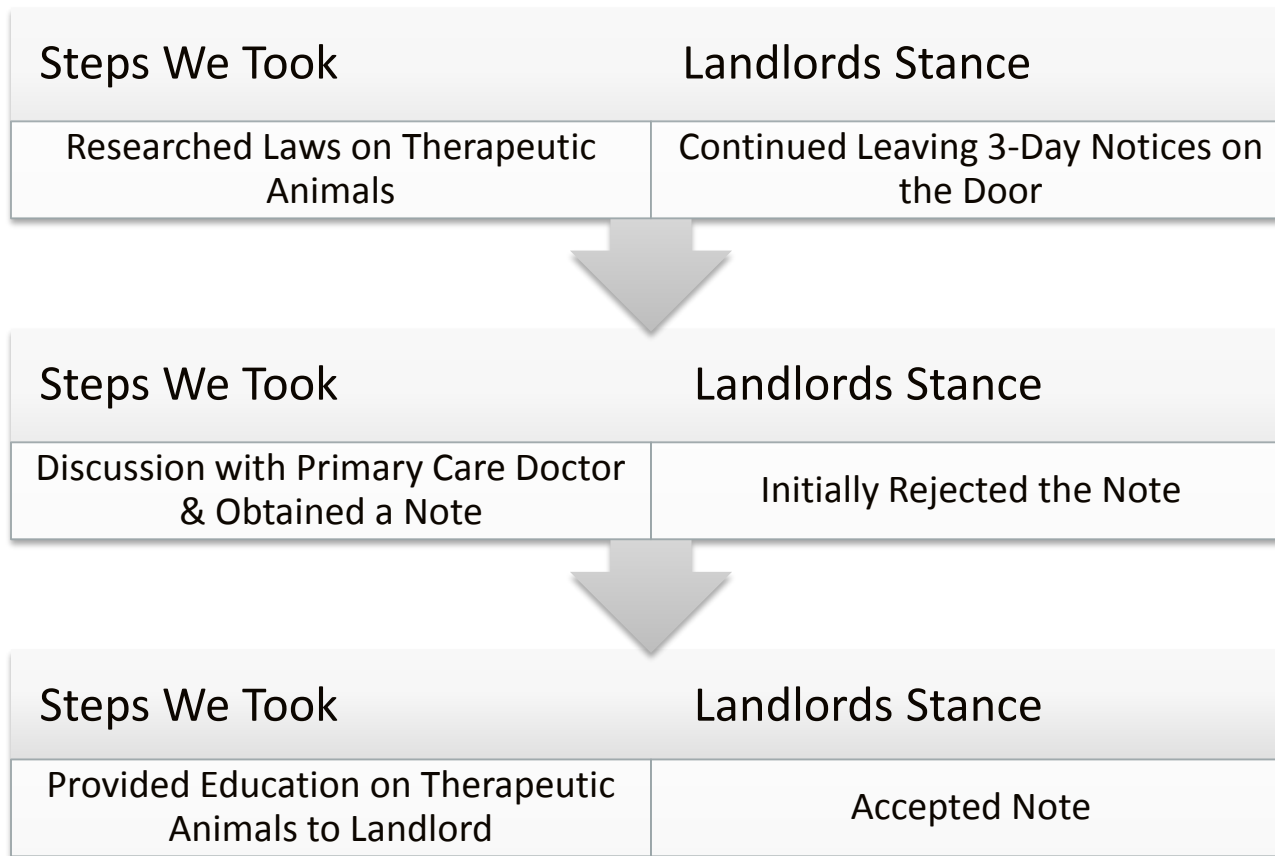 Steps We Took Landlords Stance
Researched Laws on Therapeutic
Animals
Continued Leaving 3-Day Notices on
the Door
Steps We Took Landlords Stance
Discussion with Primary Care Doctor
& Obtained a Note
Initially Rejected the Note
Steps We Took Landlords Stance
Provided Education on Therapeutic
Animals to Landlord
Accepted Note